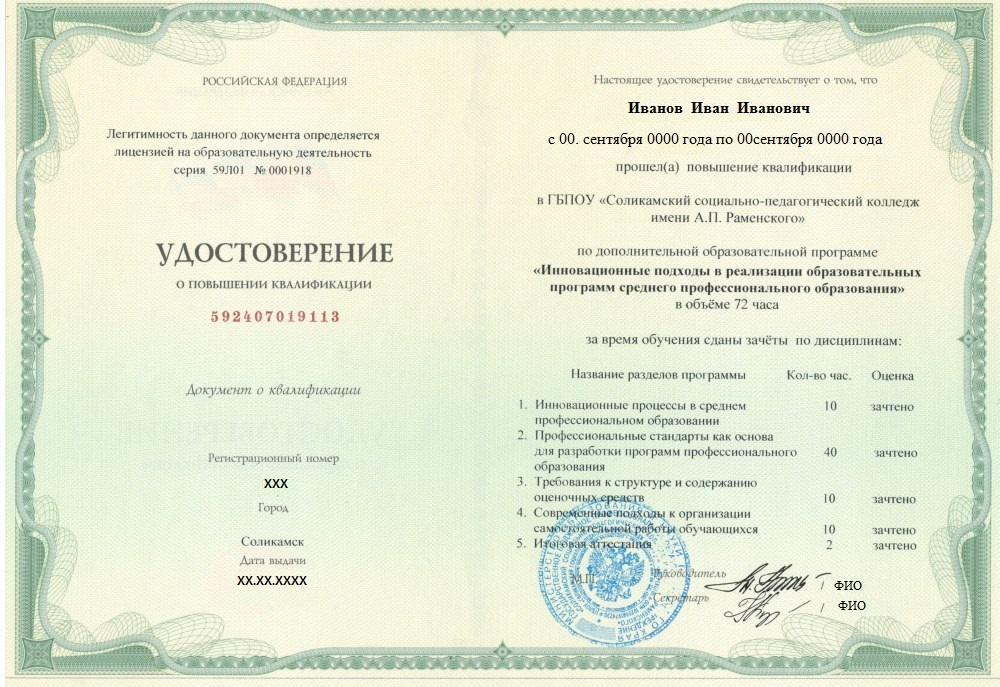 РОССИЙСКАЯ ФЕДЕРАЦИЯ
Легитимность данного документа определяется
лицензией на образовательную деятельность
серия 59Л01 № 0001918
УДОСТОВЕРЕНИЕ
О ПОВЫШЕНИИ КВАЛИФИКАЦИИ
592407019113
Документ о квалификации
Регистрационный номер
ХХХ
Город
Соликамск
Дата выдачи
ХХ.ХХ.ХХХХ
Настоящее удостоверение свидетельствует о том, что
Иванов Иван Иванович
с 00. сентября 0000 года по 00сентября 0000 года
прошел(а) повышение квалификации
в ГБПОУ «Соликамский социально-педагогический колледж
имени А.П. Раменского»
по дополнительной образовательной программе
«Инновационные подходы в реализации образовательных
программ среднего профессионального образования»
в объёме 72 часа
за время обучения сданы зачёты по дисциплинам:
Название разделов программы Кол-во час. Оценка
1. Инновационные процессы в среднем 10 зачтено
профессиональном образовании
2. Профессиональные стандарты как основа
для разработки программ профессионального 40 зачтено
образования
3. Требования к структуре и содержанию
оценочных средств 10 зачтено
4. Современные подходы к организации
самостоятельной работы обучающихся 10 зачтено
5. Итоговая аттестация 2 зачтено
М.П.
Руководитель ФИО
Секретарь ФИО